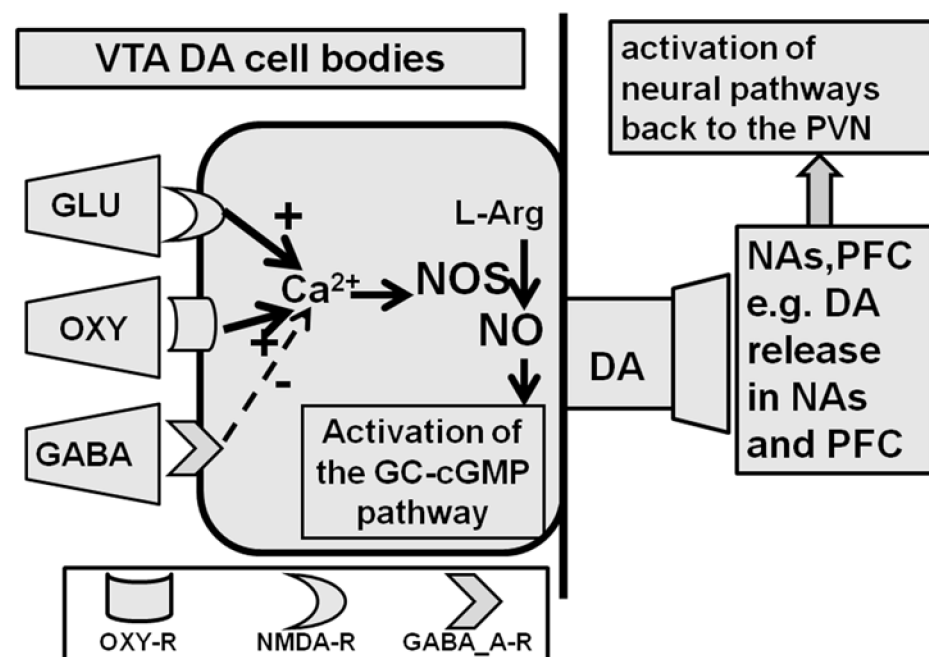 VTA DA cell bodies
activation of
neural pathways
back to the PVN
GLU
+
L-Arg
Ca²⁺
NOS
OXY
+
NO
-
GABA
Activation of
the GC-cGMP
pathway
DA
NAs,PFC
e.g. DA
release
in NAs
and PFC
OXY-R
NMDA-R
GABA_A-R